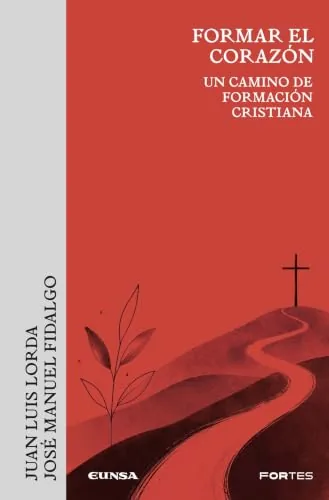 FORMAR EL
CORAZÓN
UN CAMINO DE
FORMACIÓN
CRISTIANA
JUAN LUIS LORDA
JOSÉ MANUEL FIDALGO
EUNSA
FORTES